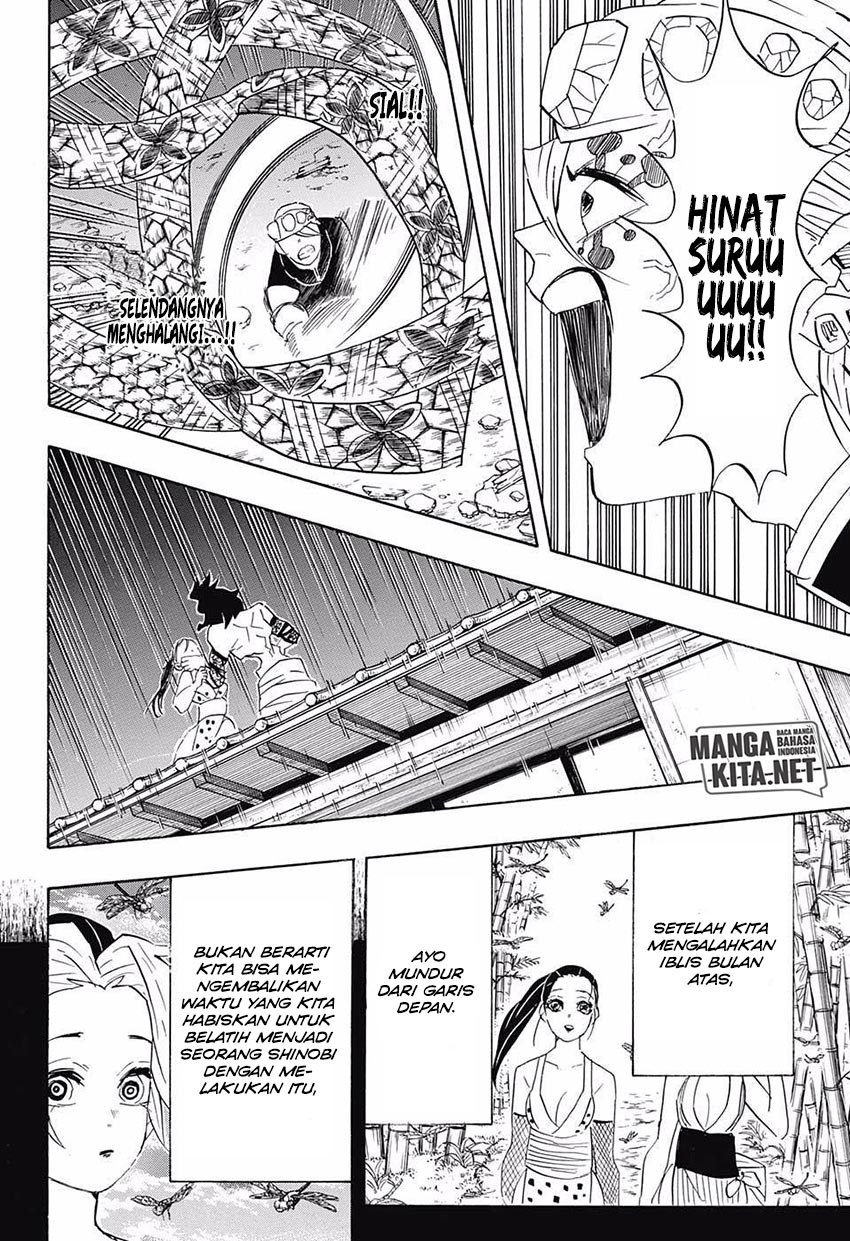 HINAT
SURUU
UUUU
UU!!
SIAL!!
SELENDANGNYA
MENGHALANGI...!!
MANGA
KITA.NET
BACA MANGA
BAHASA
INDONESIA
SETELAH KITA
MENGALAHKAN
IBLIS BULAN
ATAS,
AYO
MUNDUR
DARI GARIS
DEPAN.
BUKAN BERARTI
KITA BISA ME-
NGEMBALIKAN
WAKTU YANG KITA
HABISKAN UNTUK
BELATIH MENJADI
SEORANG SHINOBI
DENGAN ME-
LAKUKAN ITU,